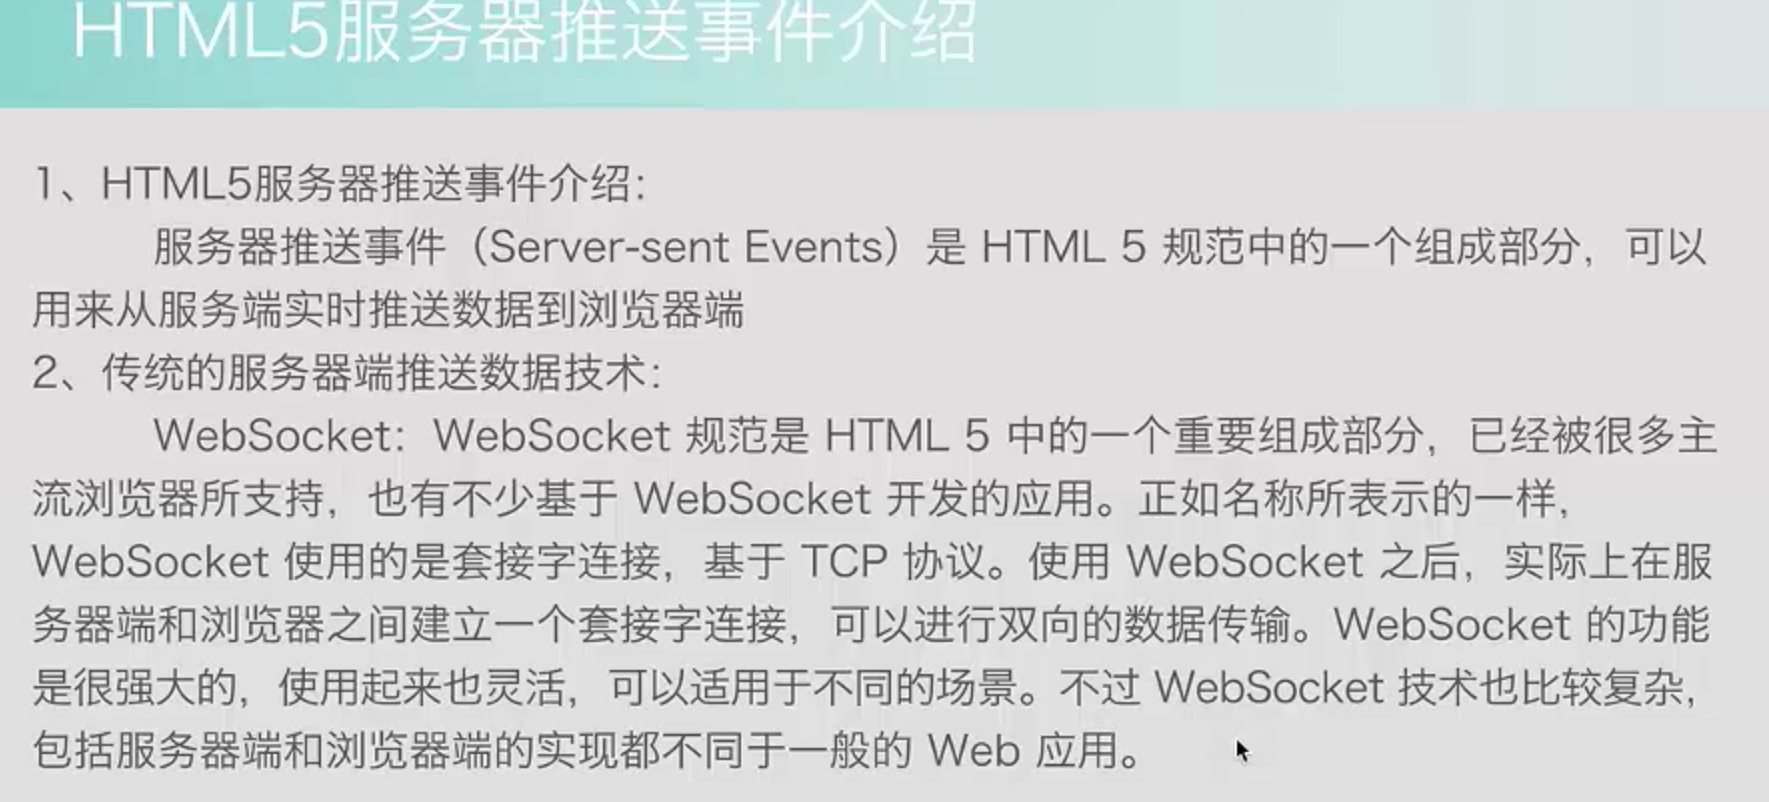 HTML5服务器推送事件介绍
1、HTML5服务器推送事件介绍：
服务器推送事件（Server-sent Events）是 HTML 5 规范中的一个组成部分，可以
用来从服务端实时推送数据到浏览器端
2、传统的服务器端推送数据技术：
WebSocket：WebSocket 规范是 HTML 5 中的一个重要组成部分，已经被很多主
流浏览器所支持，也有不少基于 WebSocket 开发的应用。正如名称所表示的一样，
WebSocket 使用的是套接字连接，基于 TCP 协议。使用 WebSocket 之后，实际上在服
务器端和浏览器之间建立一个套接字连接，可以进行双向的数据传输。WebSocket 的功能
是很强大的，使用起来也灵活，可以适用于不同的场景。不过 WebSocket 技术也比较复杂，
包括服务器端和浏览器端的实现都不同于一般的 Web 应用。